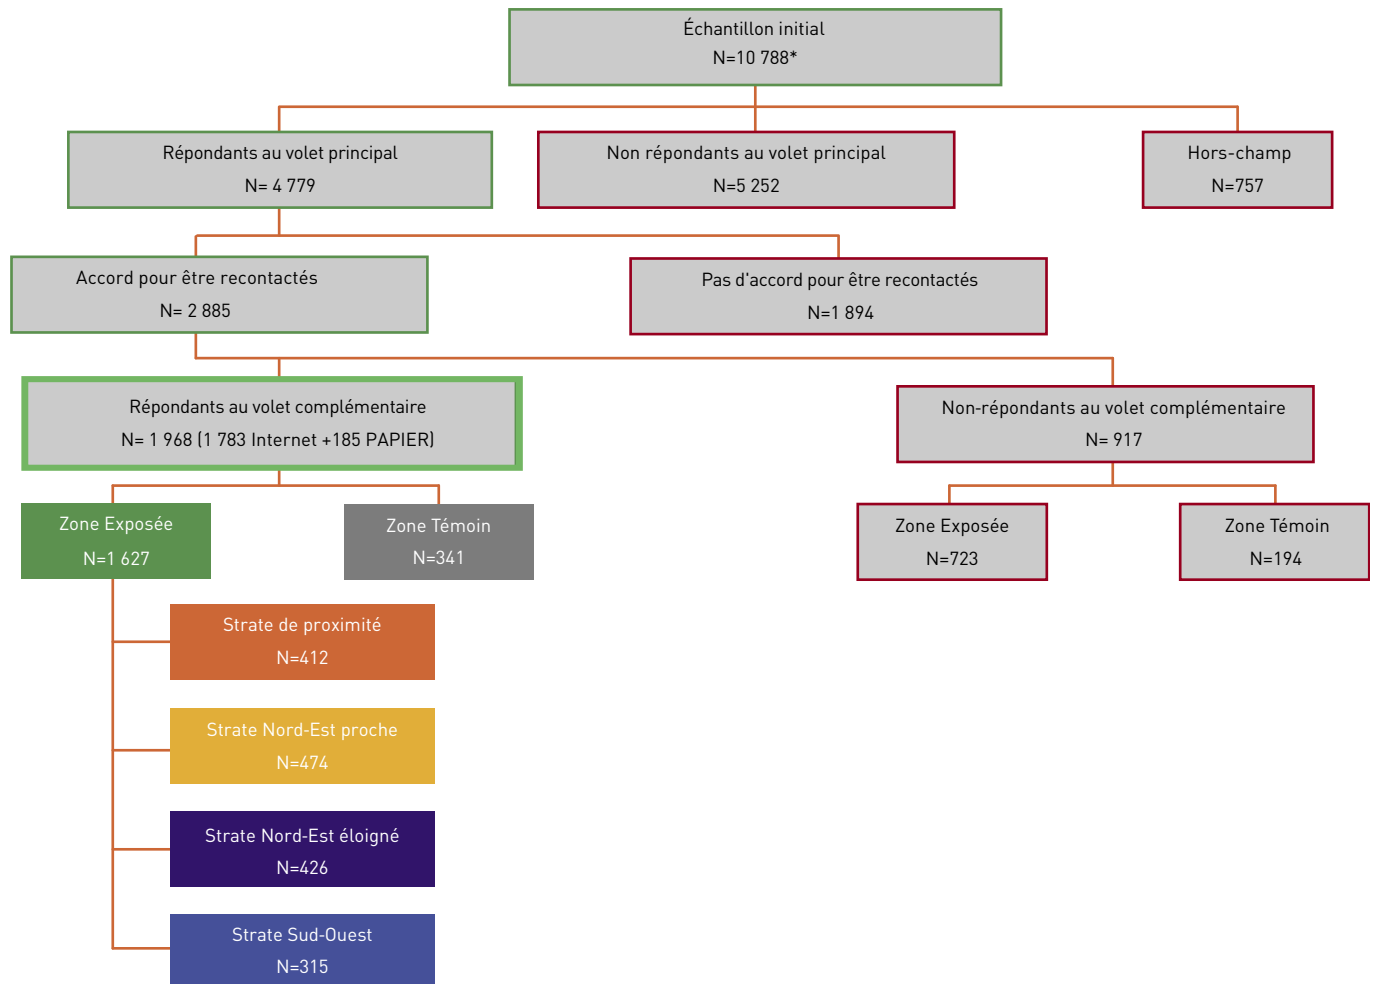 Échantillon initial
N=10 788*
Répondants au volet principal
N= 4 779
Non répondants au volet principal
N=5 252
Hors-champ
N=757
Accord pour être recontactés
N= 2 885
Pas d'accord pour être recontactés
N=1 894
Répondants au volet complémentaire
N= 1 968 (1 783 Internet +185 PAPIER)
Non-répondants au volet complémentaire
N= 917
Zone Exposée
N=1 627
Zone Témoin
N=341
Zone Exposée
N=723
Zone Témoin
N=194
Strate de proximité
N=412
Strate Nord-Est proche
N=474
Strate Nord-Est éloigné
N=426
Strate Sud-Ouest
N=315